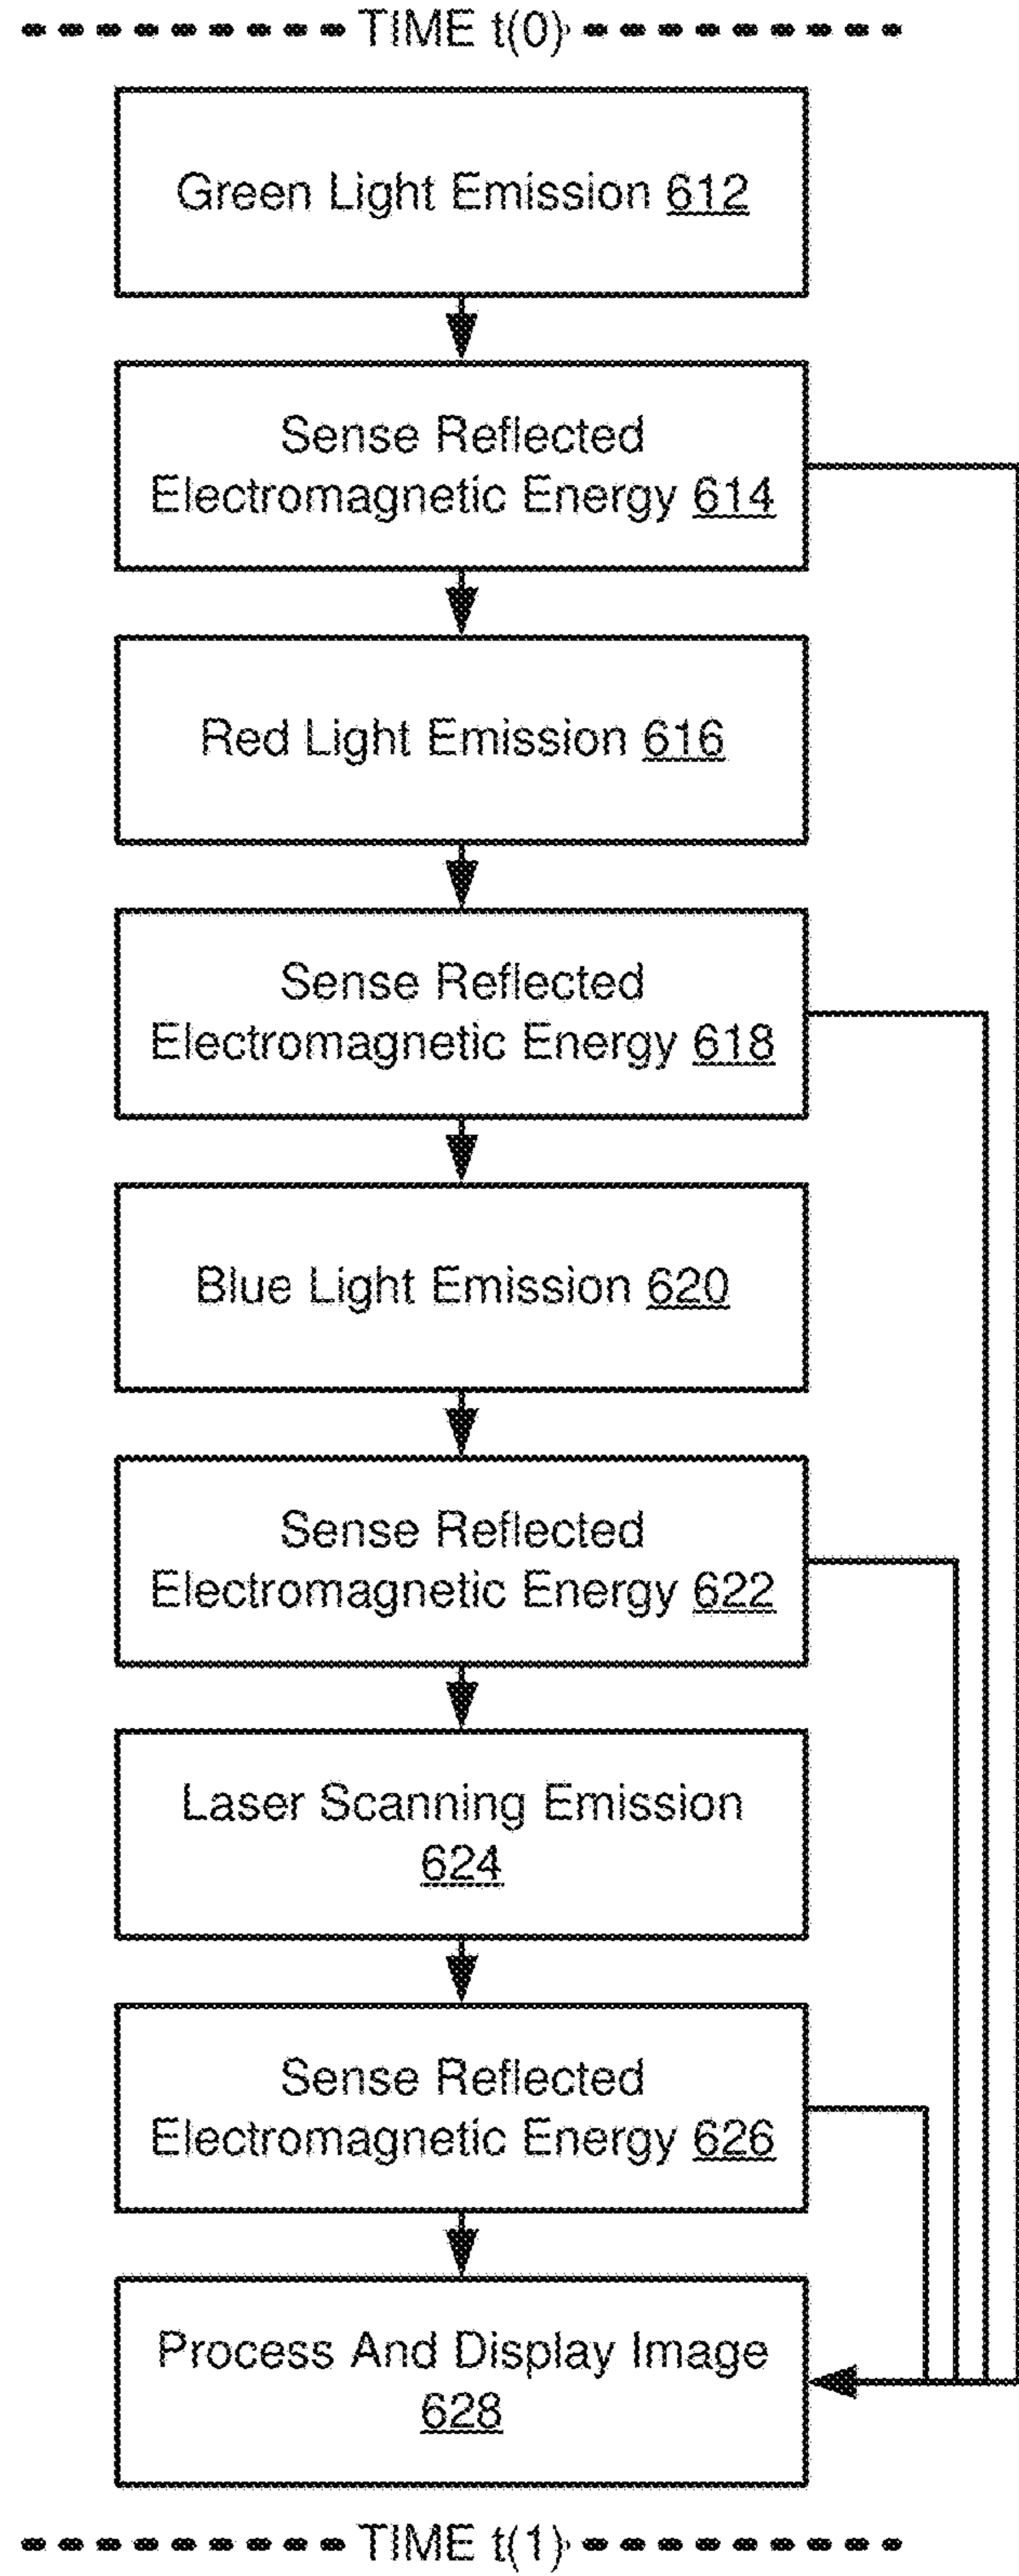 TIME t(0)
Green Light Emission 612
Sense Reflected
Electromagnetic Energy 614
Red Light Emission 616
Sense Reflected
Electromagnetic Energy 618
Blue Light Emission 620
Sense Reflected
Electromagnetic Energy 622
Laser Scanning Emission
624
Sense Reflected
Electromagnetic Energy 626
Process And Display Image
628
TIME t(1)